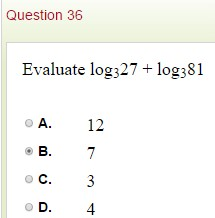 Question 36
Evaluate log₃27 + log₃81
A. 12
B. 7
C. 3
D. 4